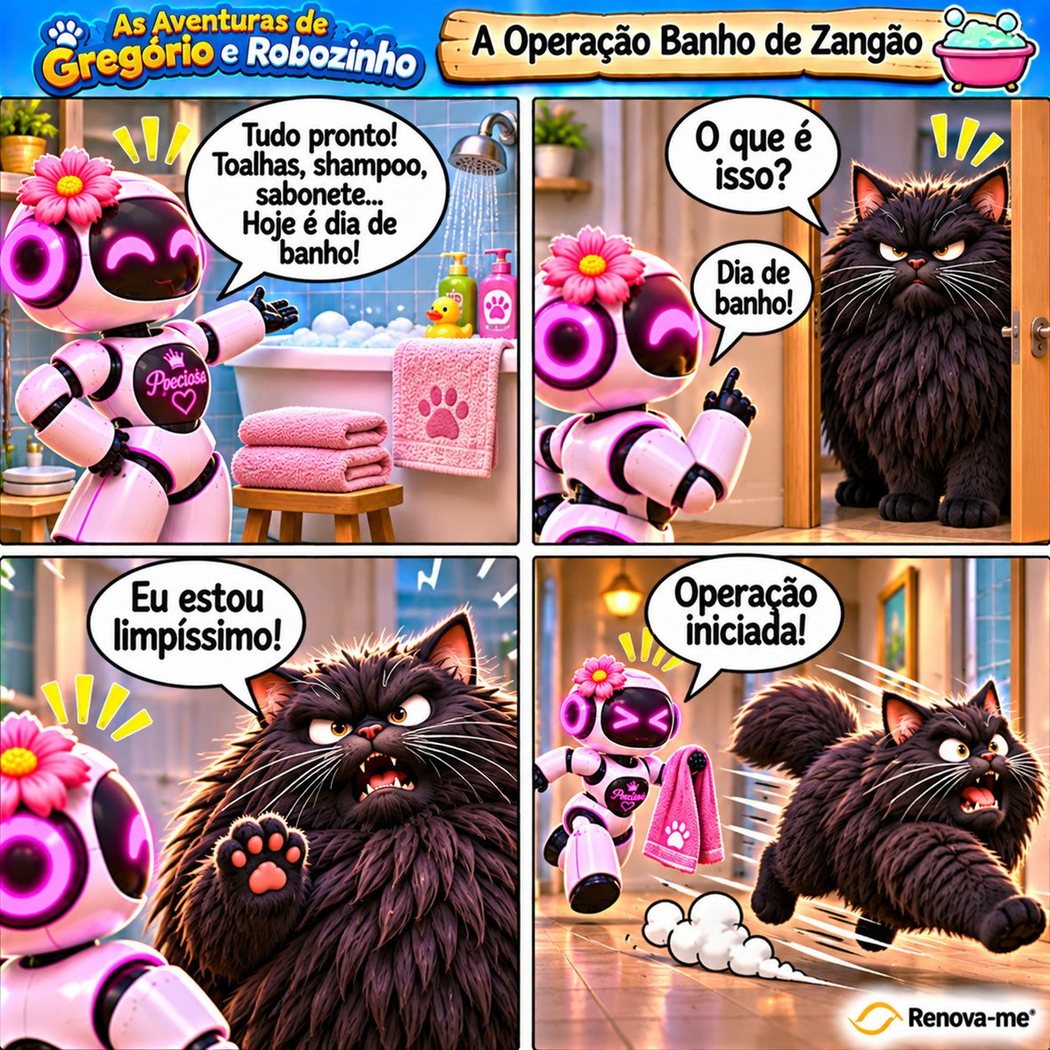 As Aventuras de
Gregório e Robozinho
A Operação Banho de Zangão
Tudo pronto!
Toalhas, shampoo,
sabonete...
Hoje é dia de
banho!
Preciosa
O que é
isso?
Dia de
banho!
Eu estou
limpíssimo!
Operação
iniciada!
Preciosa
Renova-me®